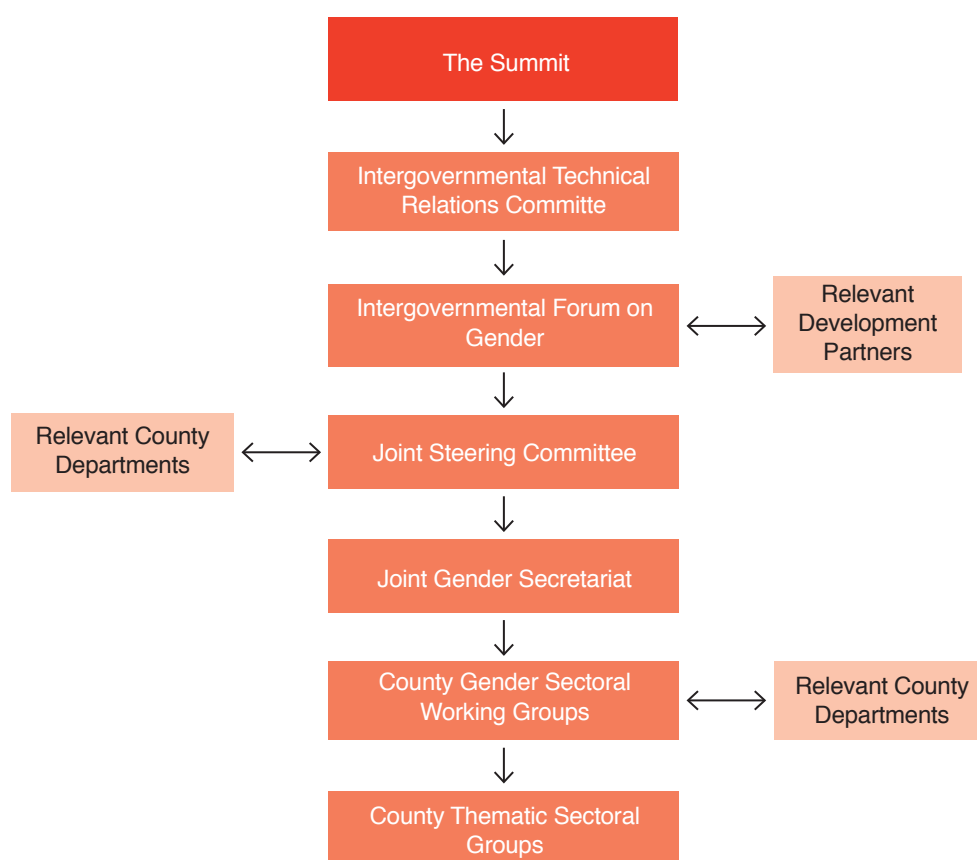 The Summit
Intergovernmental Technical
Relations Committe
Intergovernmental Forum on
Gender
Relevant
Development
Partners
Relevant County
Departments
Joint Steering Committee
Joint Gender Secretariat
County Gender Sectoral
Working Groups
Relevant County
Departments
County Thematic Sectoral
Groups